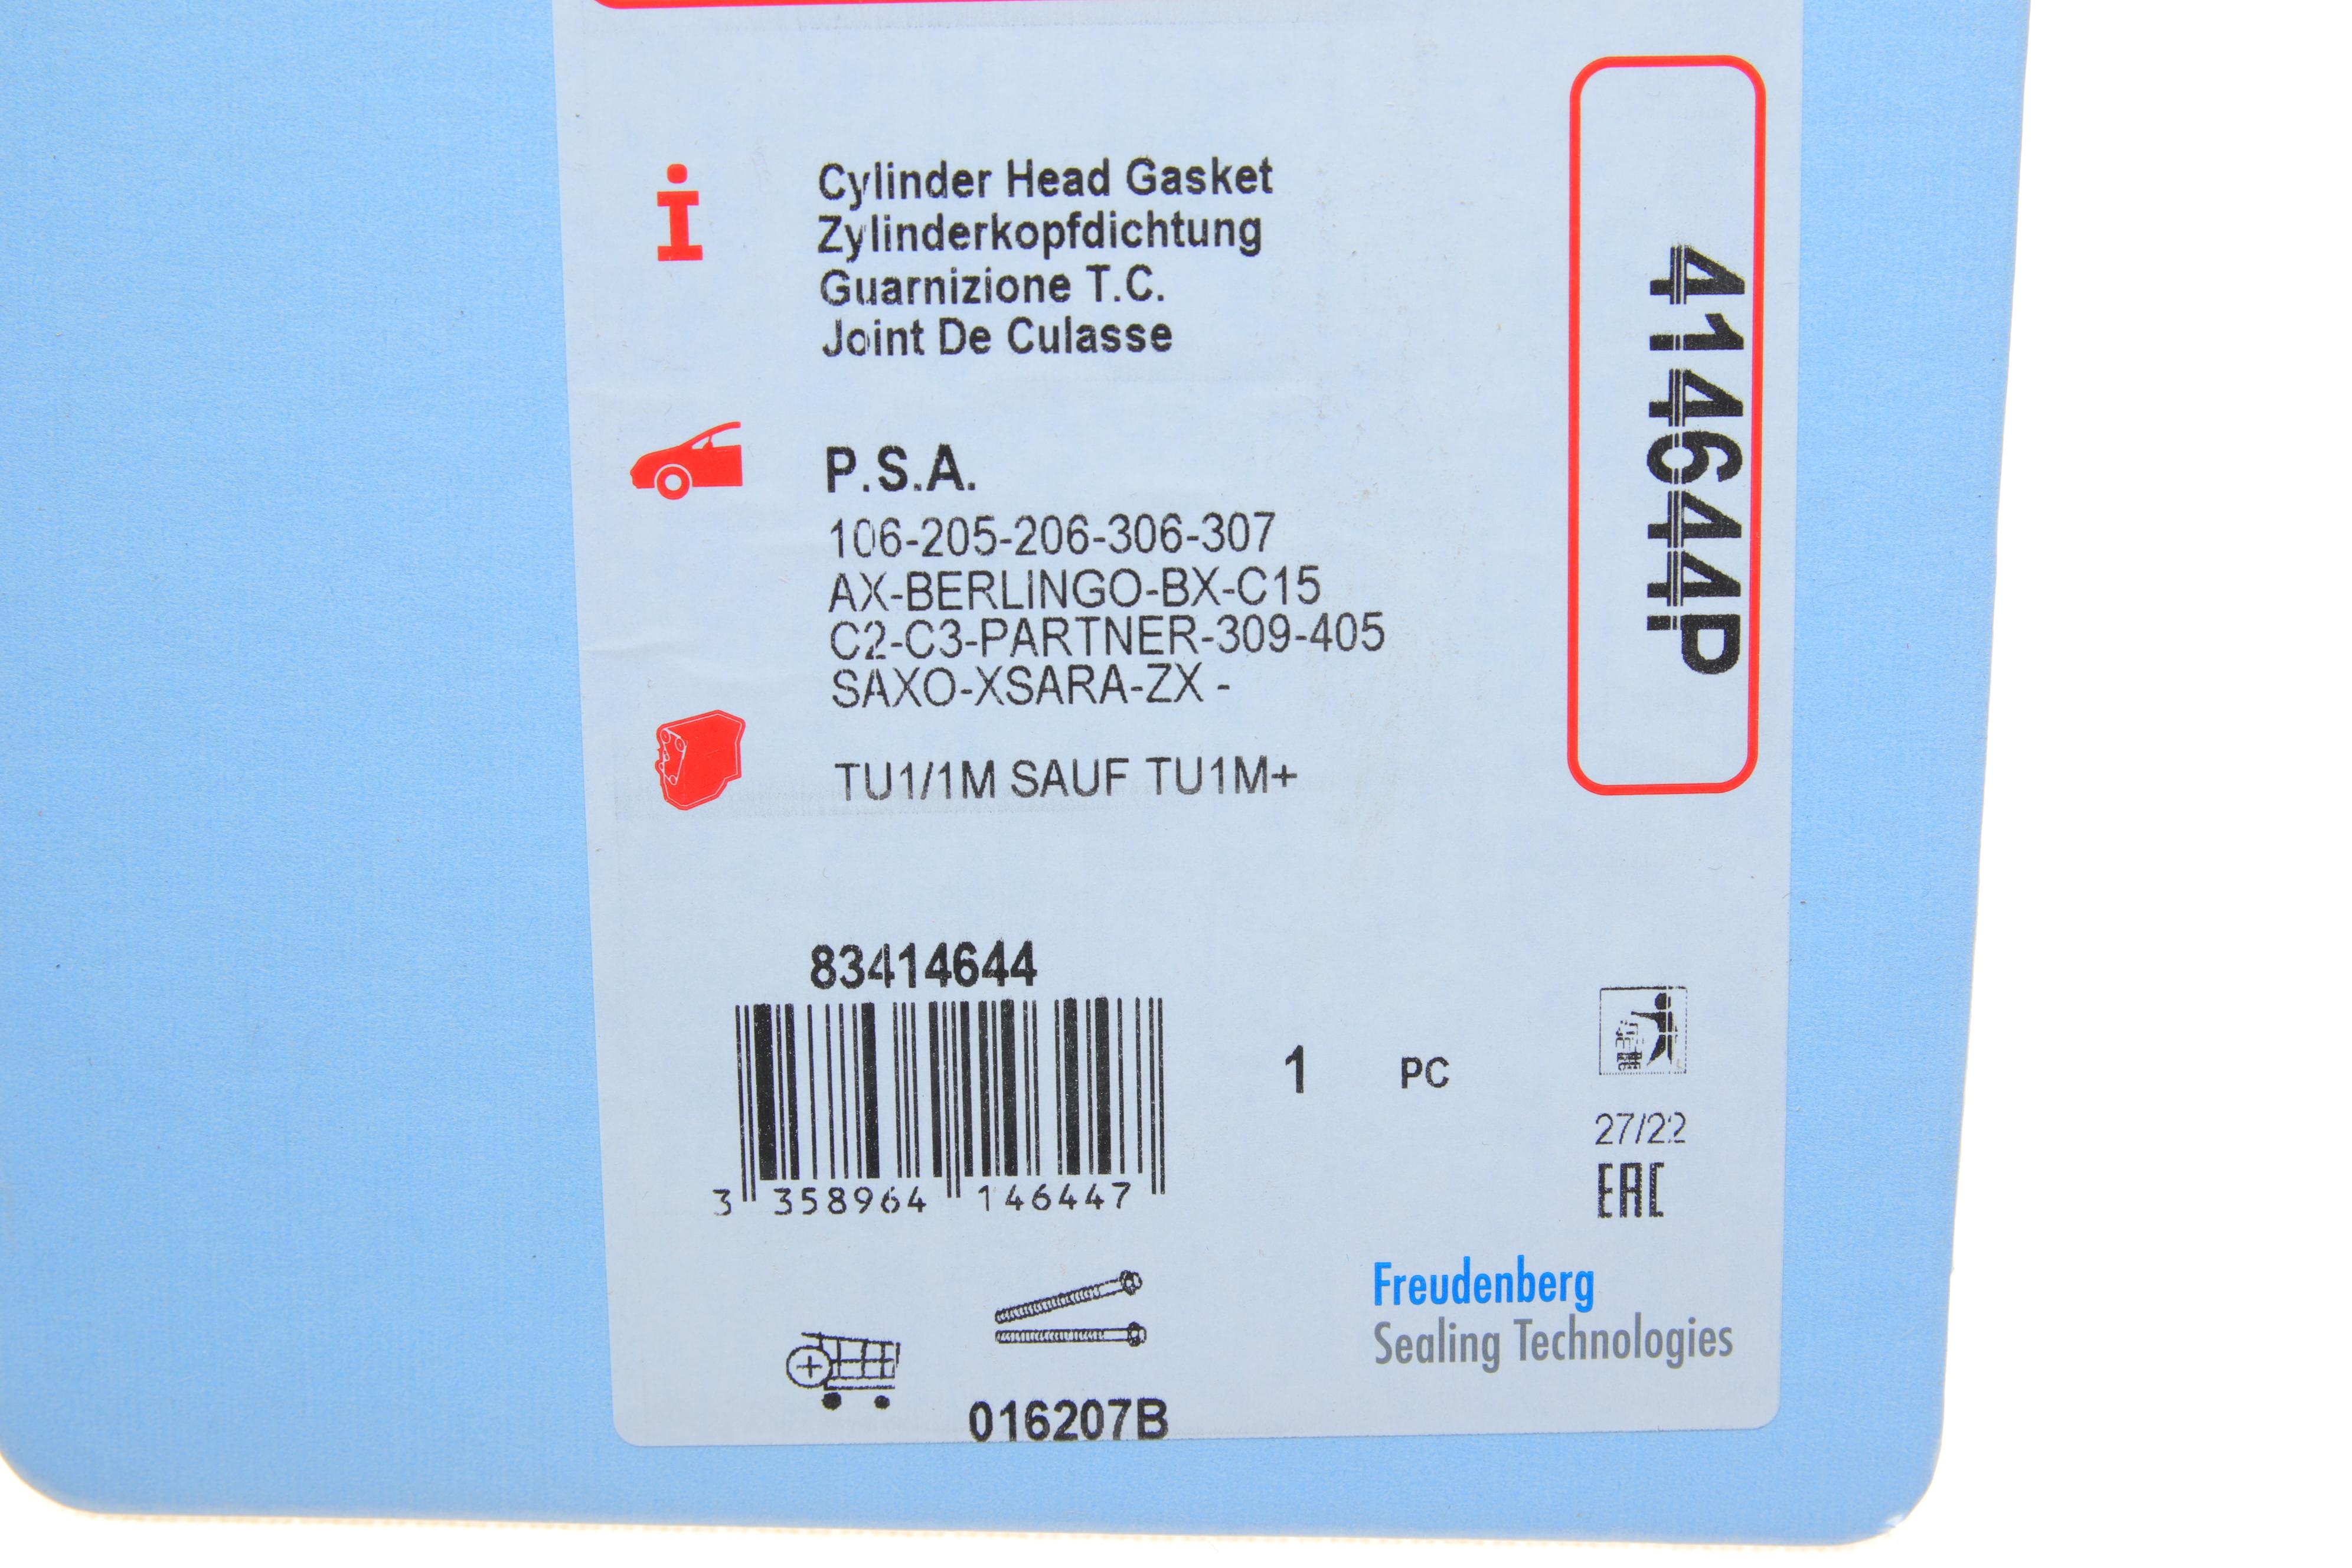 Cylinder Head Gasket
Zylinderkopfdichtung
Guarnizione T.C.
Joint De Culasse
P.S.A.
106-205-206-306-307
AX-BERLINGO-BX-C15
C2-C3-PARTNER-309-405
SAXO-XSARA-ZX -
TU1/1M SAUF TU1M+
414644P
83414644
3 358964 146447
1 PC
27/22
EAC
Freudenberg
Sealing Technologies
016207B